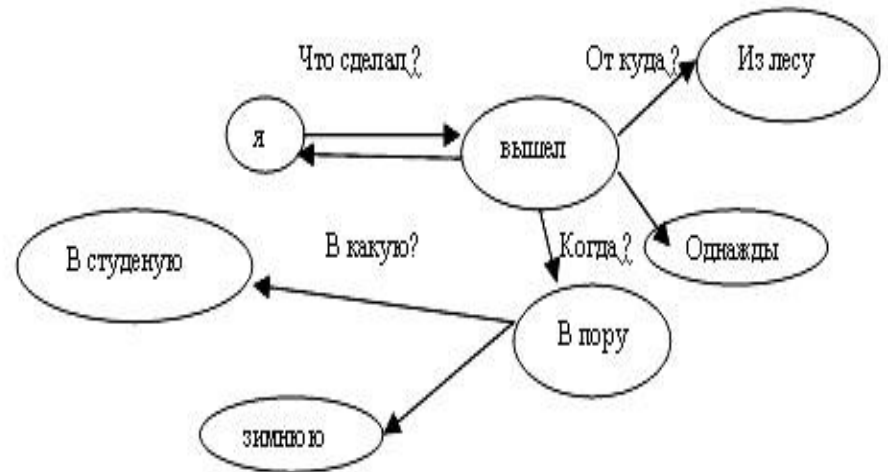 Что сделал?
От куда?
Из лесу
я
вышел
В студеную
В какую?
Когда?
Однажды
В пору
зимнюю